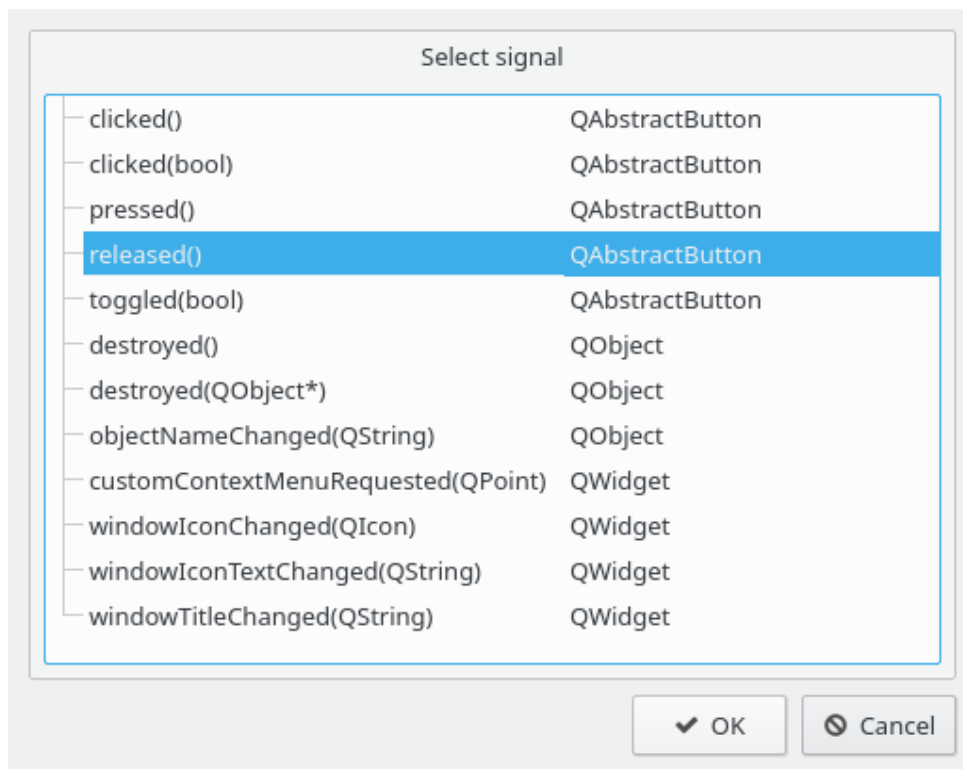 Select signal
clicked() QAbstractButton
clicked(bool) QAbstractButton
pressed() QAbstractButton
released() QAbstractButton
toggled(bool) QAbstractButton
destroyed() QObject
destroyed(QObject*) QObject
objectNameChanged(QString) QObject
customContextMenuRequested(QPoint) QWidget
windowIconChanged(QIcon) QWidget
windowIconTextChanged(QString) QWidget
windowTitleChanged(QString) QWidget
OK Cancel